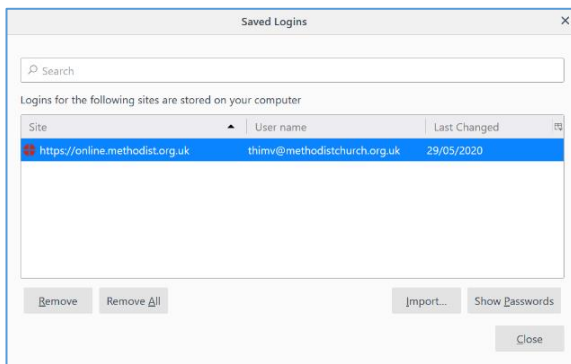 Saved Logins
Search
Logins for the following sites are stored on your computer
Site User name Last Changed
https://online.methodist.org.uk thimv@methodistchurch.org.uk 29/05/2020
Remove Remove All Import... Show Passwords
Close